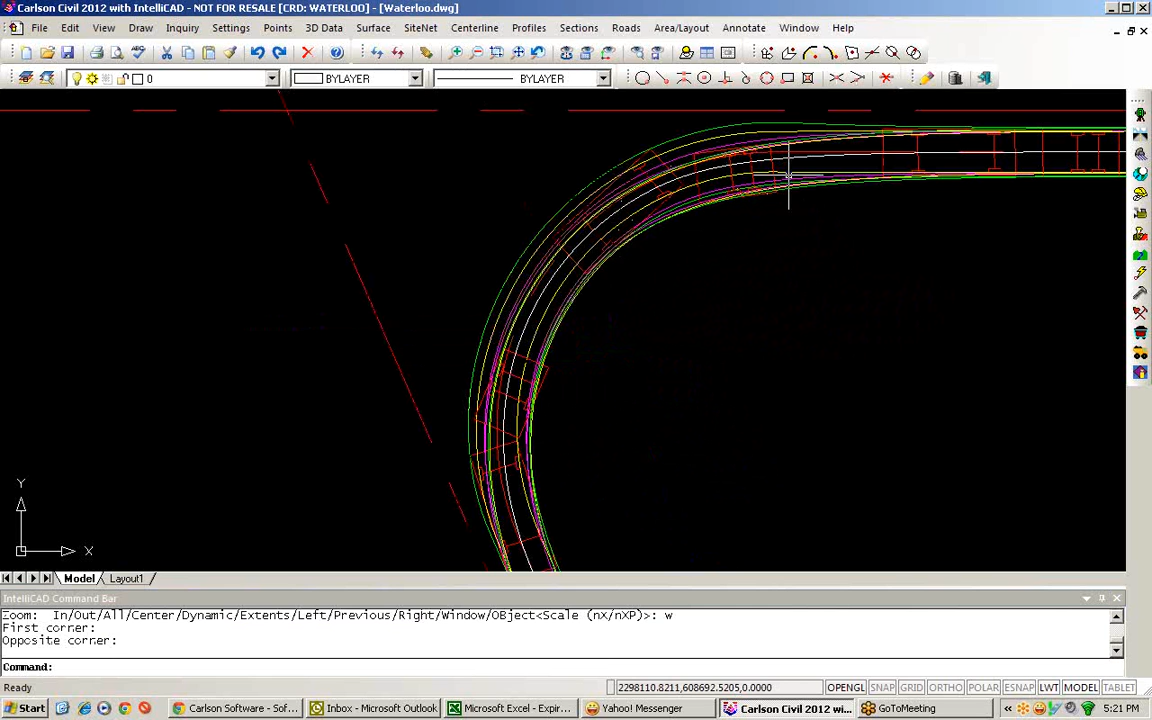 Carlson Civil 2012 with IntelliCAD - NOT FOR RESALE [CRD: WATERLOO] - [Waterloo.dwg]
File Edit View Draw Inquiry Settings Points 3D Data Surface SiteNet Centerline Profiles Sections Roads Area/Layout Annotate Window Help
0 BYLAYER BYLAYER
Y
X
Model Layout1
IntelliCAD Command Bar
Zoom: In/Out/All/Center/Dynamic/Extents/Left/Previous/Right/Window/OBject<Scale (nX/nXP)>: w
First corner:
Opposite corner:
Command:
Ready 2298110.8211,608692.5205,0.0000 OPENGL SNAP GRID ORTHO POLAR ESNAP LWT MODEL TABLET
Start Carlson Software - Sof... Inbox - Microsoft Outlook Microsoft Excel - Expir... Yahoo! Messenger Carlson Civil 2012 wi... GoToMeeting 5:21 PM